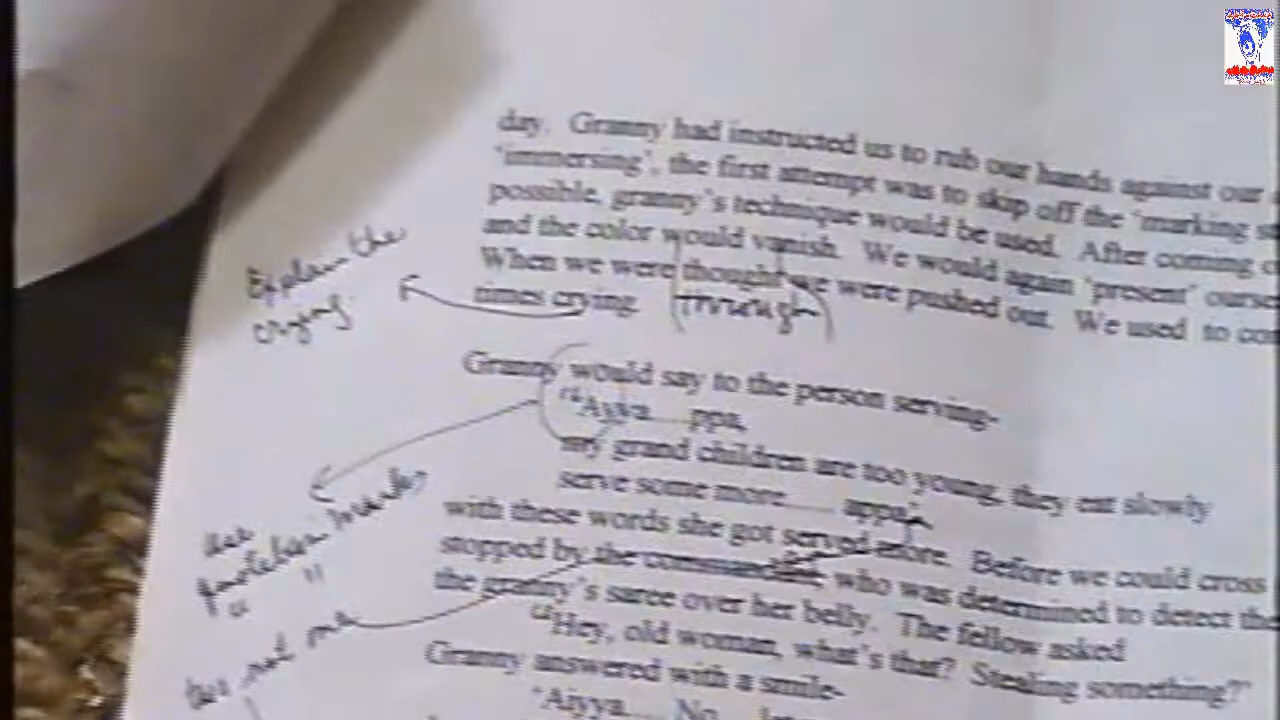 day. Granny had instructed us to rub our hands against our
'immersing', the first attempt was to skip off the 'marking
possible, granny's technique would be used. After coming
and the color would vanish. We would again 'present' ourse
When we were thought we were pushed out. We used to co
times crying. through
Explain the
crying.
Granny would say to the person serving-
"Ayya....ppa,
my grand children are too young, they eat slowly
serve some more..... appa",
with these words she got served more. Before we could cross
stopped by the who was determined to detect the
the granny's saree over her belly. The fellow asked
Use
quotation marks
" "
"Hey, old woman, what's that? Stealing something?"
Granny answered with a smile-
"Aiyya.... No